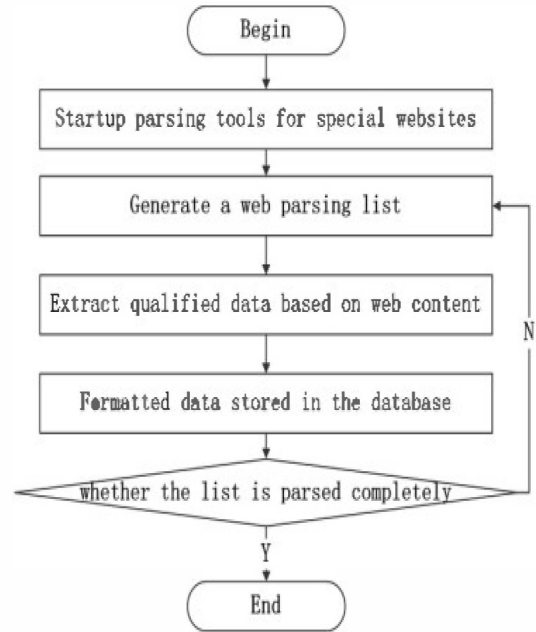 Begin
Startup parsing tools for special websites
Generate a web parsing list
Extract qualified data based on web content
N
Formatted data stored in the database
whether the list is parsed completely
Y
End